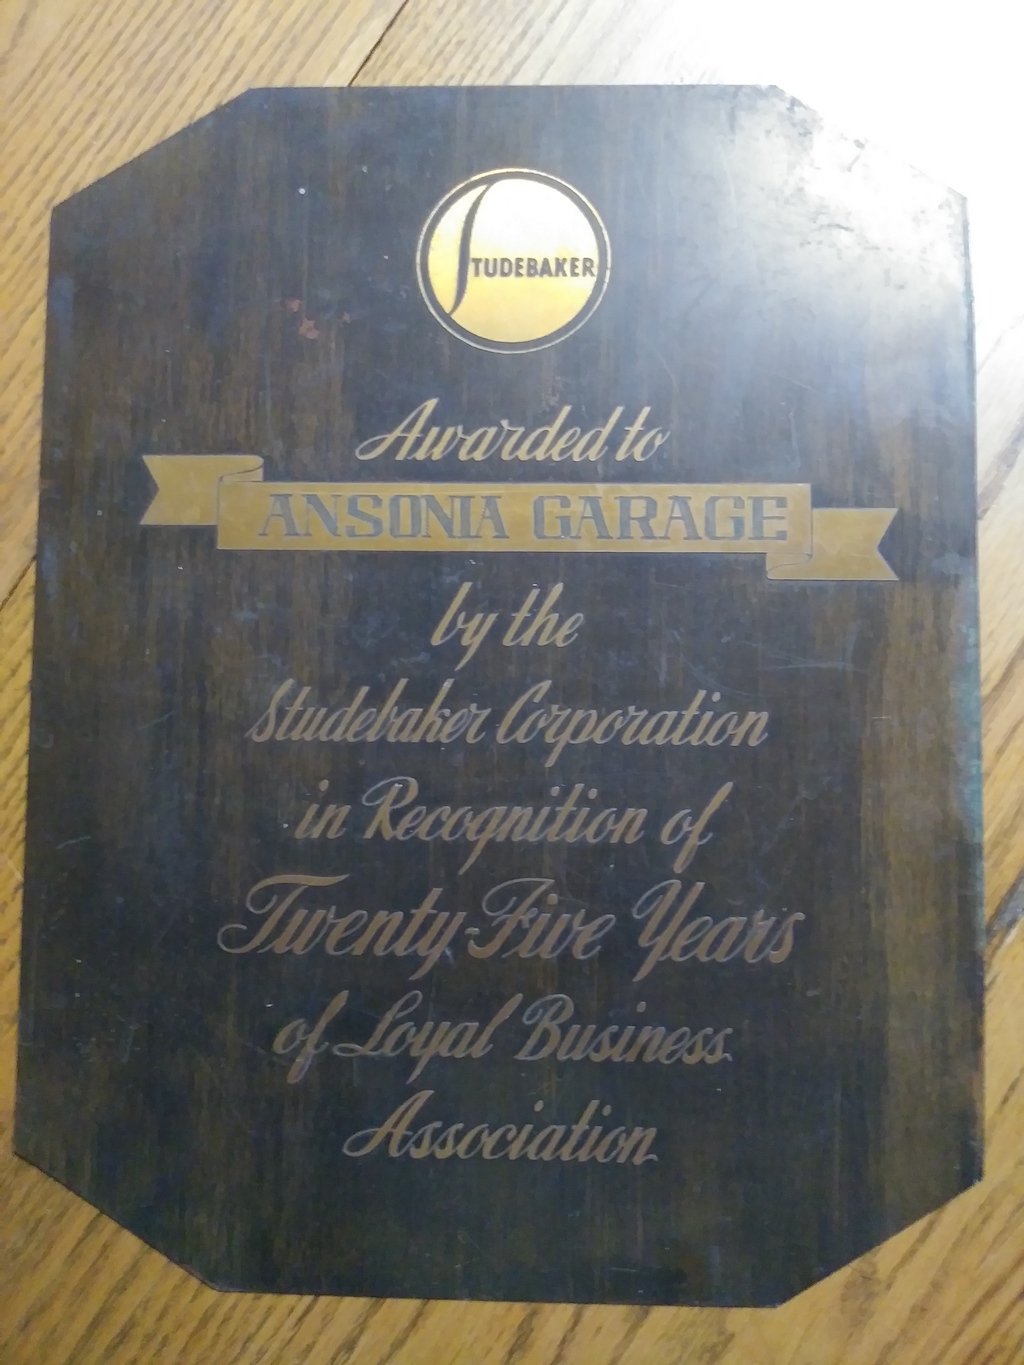 STUDEBAKER
Awarded to
ANSONIA GARAGE
by the
Studebaker Corporation
in Recognition of
Twenty-Five Years
of Loyal Business
Association